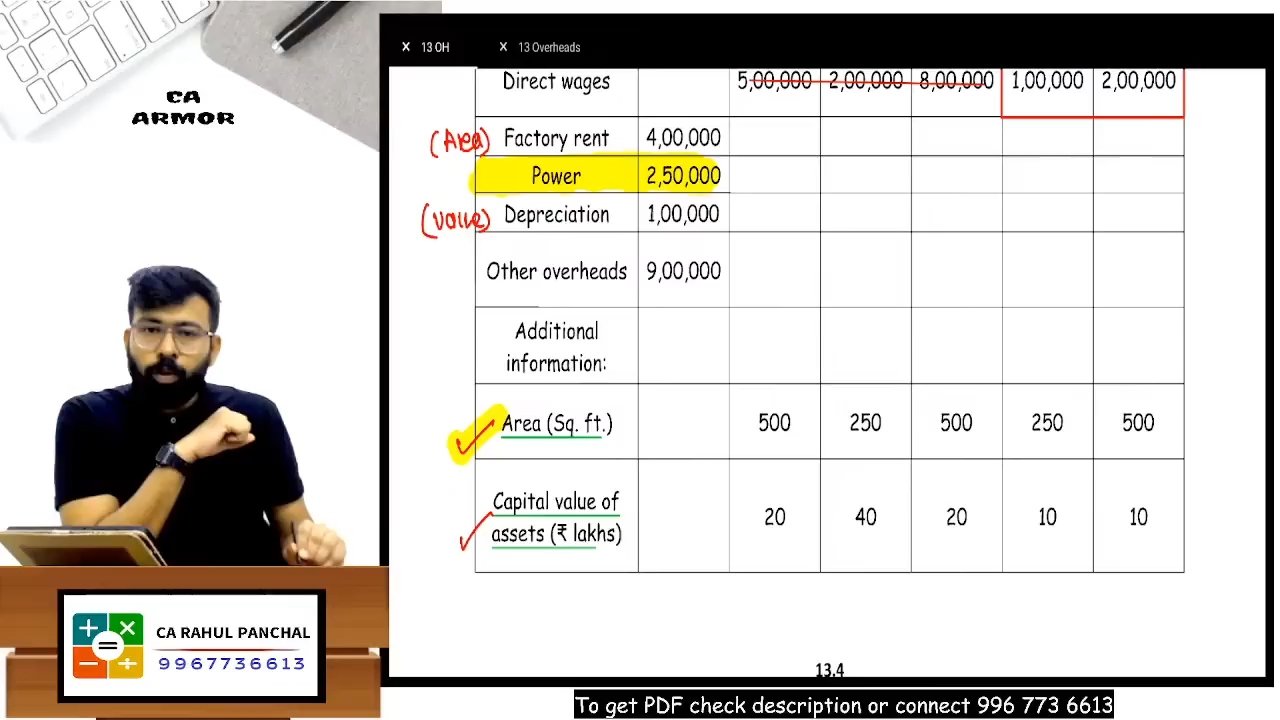 × 13 OH × 13 Overheads
CA
ARMOR
Direct wages 5,00,000 2,00,000 8,00,000 1,00,000 2,00,000
(Area) Factory rent 4,00,000
Power 2,50,000
(Value) Depreciation 1,00,000
Other overheads 9,00,000
Additional
information:
Area (Sq. ft.) 500 250 500 250 500
Capital value of
assets (₹ lakhs) 20 40 20 10 10
+ × = − ÷
CA RAHUL PANCHAL
9967736613
13.4
To get PDF check description or connect 996 773 6613